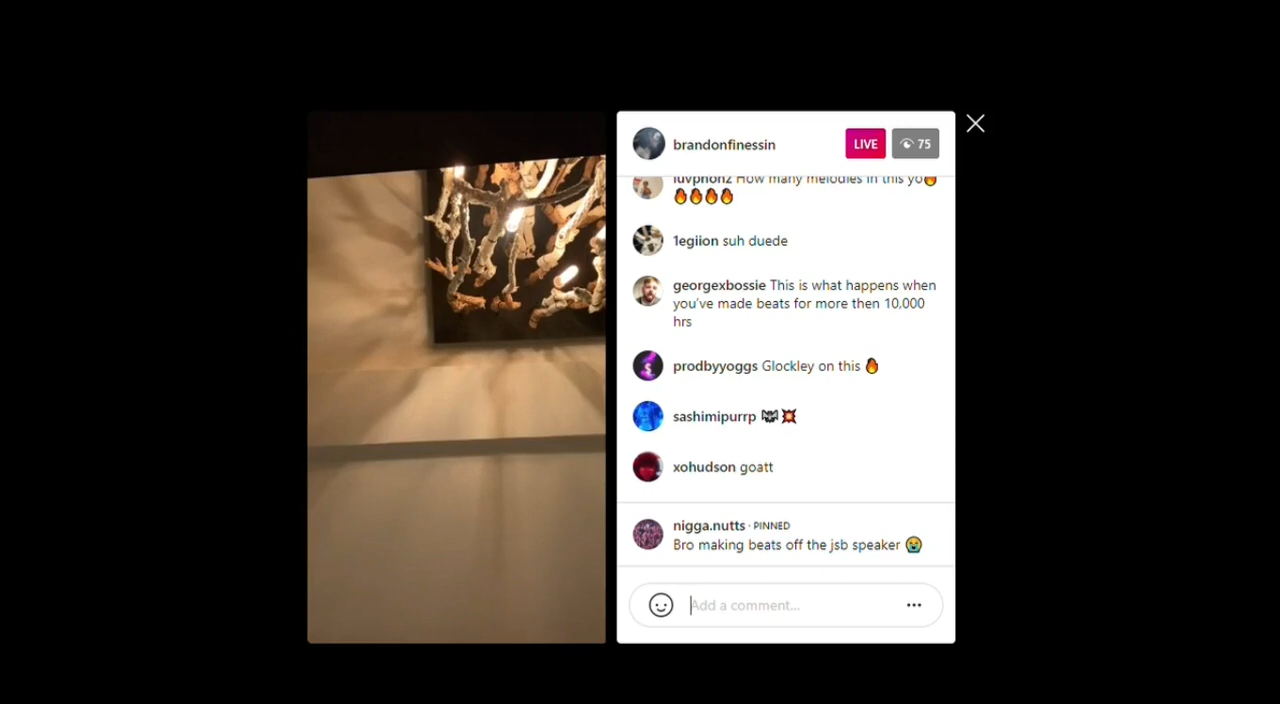 brandonfinessin
LIVE
75
luvphonz How many melodies in this yo🔥
🔥🔥🔥🔥
1egiion suh duede
georgexbossie This is what happens when
you've made beats for more then 10,000
hrs
prodbyyoggs Glockley on this 🔥
sashimipurrp 🦇💥
xohudson goatt
nigga.nutts · PINNED
Bro making beats off the jsb speaker 😭
Add a comment...